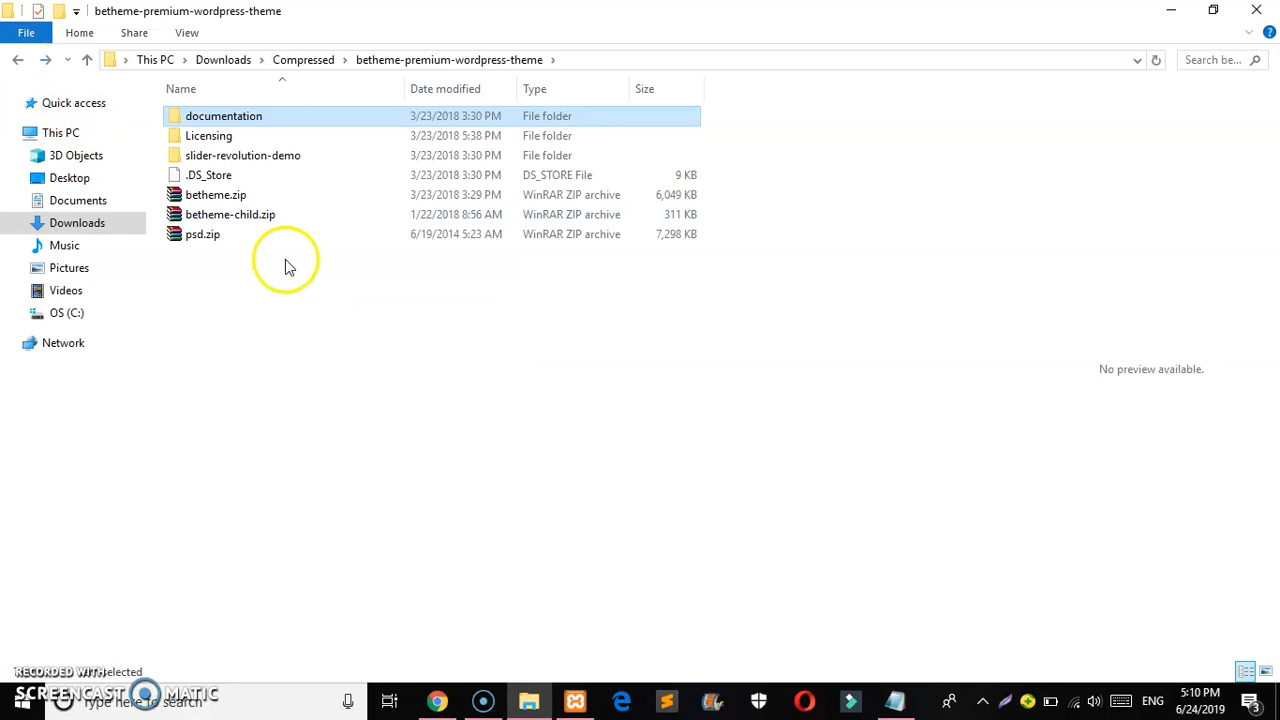 betheme-premium-wordpress-theme
File Home Share View
This PC Downloads Compressed betheme-premium-wordpress-theme Search be...
Name Date modified Type Size
Quick access
This PC
3D Objects
Desktop
Documents
Downloads
Music
Pictures
Videos
OS (C:)
Network
documentation 3/23/2018 3:30 PM File folder
Licensing 3/23/2018 5:38 PM File folder
slider-revolution-demo 3/23/2018 3:30 PM File folder
.DS_Store 3/23/2018 3:30 PM DS_STORE File 9 KB
betheme.zip 3/23/2018 3:29 PM WinRAR ZIP archive 6,049 KB
betheme-child.zip 1/22/2018 8:56 AM WinRAR ZIP archive 311 KB
psd.zip 6/19/2014 5:23 AM WinRAR ZIP archive 7,298 KB
No preview available.
RECORDED WITH selected
SCREENCAST MATIC
here to search
ENG
5:10 PM
6/24/2019
3